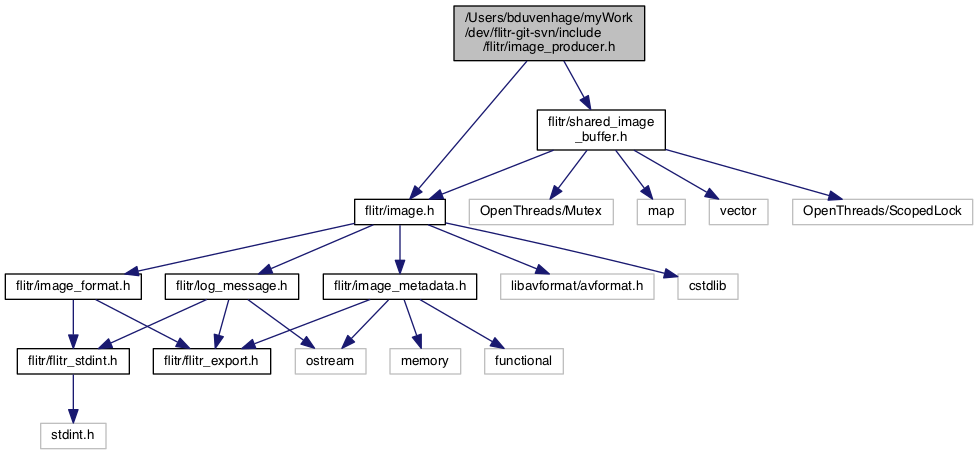 /Users/bduvenhage/myWork
/dev/flitr-git-svn/include
/flitr/image_producer.h
flitr/shared_image
_buffer.h
flitr/image.h
OpenThreads/Mutex
map
vector
OpenThreads/ScopedLock
flitr/image_format.h
flitr/log_message.h
flitr/image_metadata.h
libavformat/avformat.h
cstdlib
flitr/flitr_stdint.h
flitr/flitr_export.h
ostream
memory
functional
stdint.h